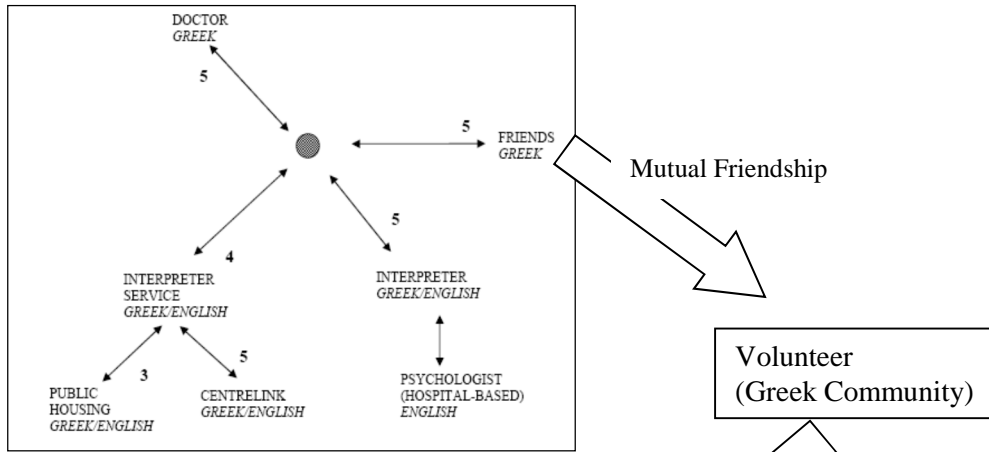 DOCTOR
GREEK
5
5
FRIENDS
GREEK
Mutual Friendship
5
4
INTERPRETER
SERVICE
GREEK/ENGLISH
INTERPRETER
GREEK/ENGLISH
3
5
PUBLIC
HOUSING
GREEK/ENGLISH
CENTRELINK
GREEK/ENGLISH
PSYCHOLOGIST
(HOSPITAL-BASED)
ENGLISH
Volunteer
(Greek Community)